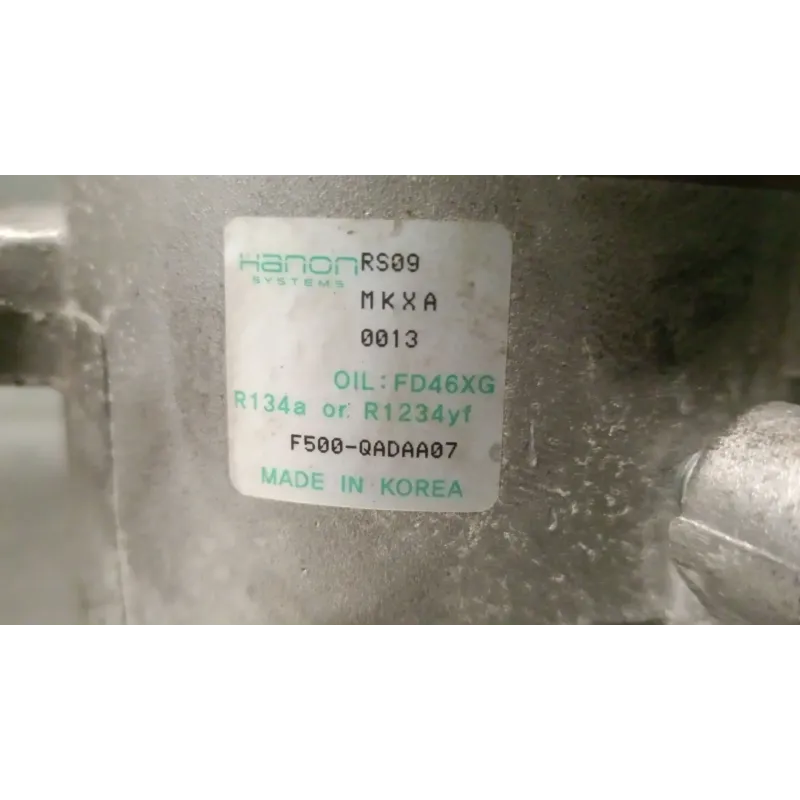 Hanon RS09
SYSTEMS
MKXA
0013
OIL: FD46XG
R134a or R1234yf
F500-QADAA07
MADE IN KOREA